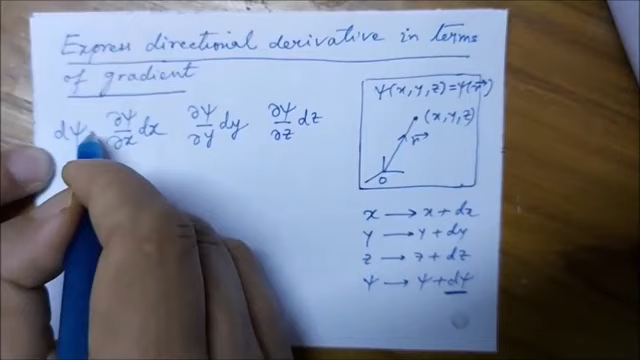 Express directional derivative in terms
of gradient
dψ ∂ψ/∂x dx ∂ψ/∂y dy ∂ψ/∂z dz
ψ(x,y,z)=ψ(r⃗)
(x,y,z)
r⃗
O
x → x+dx
y → y+dy
z → z+dz
ψ → ψ+dψ